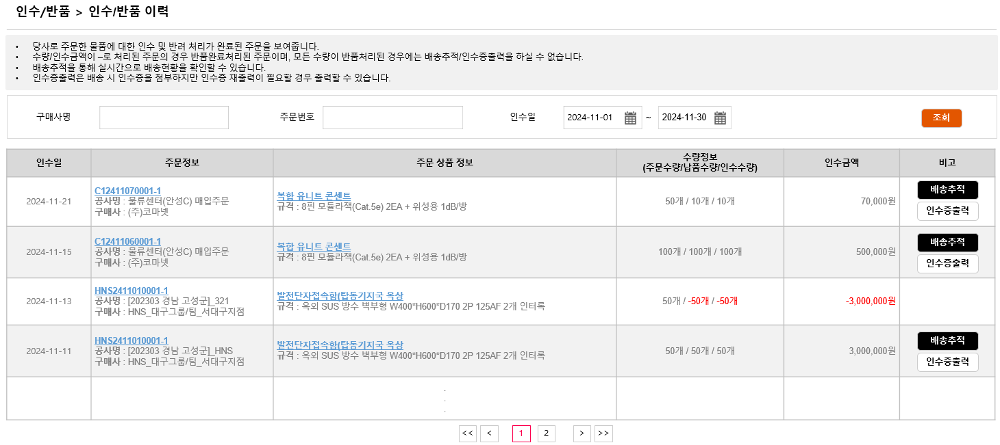 인수/반품 > 인수/반품 이력
• 당사로 주문한 물품에 대한 인수 및 반려 처리가 완료된 주문을 보여줍니다.
• 수량/인수금액이 –로 처리된 주문의 경우 반품완료처리된 주문이며, 모든 수량이 반품처리된 경우에는 배송추적/인수증출력을 하실 수 없습니다.
• 배송추적을 통해 실시간으로 배송현황을 확인할 수 있습니다.
• 인수증출력은 배송 시 인수증을 첨부하지만 인수증 재출력이 필요할 경우 출력할 수 있습니다.
구매사명 주문번호 인수일 2024-11-01 ~ 2024-11-30 조회
인수일 주문정보 주문 상품 정보 수량정보 인수금액 비고
(주문수량/납품수량/인수수량)
2024-11-21
C12411070001-1
공사명 : 물류센터(안성C) 매입주문
구매사 : (주)코마넷
복합 유니트 콘센트
규격 : 8핀 모듈라잭(Cat.5e) 2EA + 위성용 1dB/방
50개 / 10개 / 10개
70,000원
배송추적
인수증출력
2024-11-15
C12411060001-1
공사명 : 물류센터(안성C) 매입주문
구매사 : (주)코마넷
복합 유니트 콘센트
규격 : 8핀 모듈라잭(Cat.5e) 2EA + 위성용 1dB/방
100개 / 100개 / 100개
500,000원
배송추적
인수증출력
2024-11-13
HNS2411010001-1
공사명 : [202303 경남 고성군]_321
구매사 : HNS_대구그룹/팀_서대구지점
발전단자접속함(탑동기지국 옥상
규격 : 옥외 SUS 방수 벽부형 W400*H600*D170 2P 125AF 2개 인터록
50개 / -50개 / -50개
-3,000,000원
2024-11-11
HNS2411010001-1
공사명 : [202303 경남 고성군]_HNS
구매사 : HNS_대구그룹/팀_서대구지점
발전단자접속함(탑동기지국 옥상
규격 : 옥외 SUS 방수 벽부형 W400*H600*D170 2P 125AF 2개 인터록
50개 / 50개 / 50개
3,000,000원
배송추적
인수증출력
.
.
.
<< < 1 2 > >>